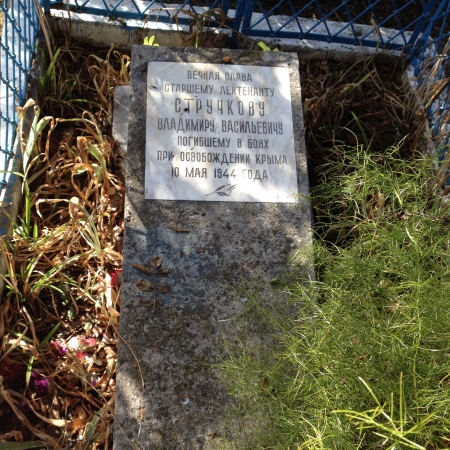 ВЕЧНАЯ СЛАВА
СТАРШЕМУ ЛЕЙТЕНАНТУ
СТРУЧКОВУ
ВЛАДИМИРУ ВАСИЛЬЕВИЧУ
ПОГИБШЕМУ В БОЯХ
ПРИ ОСВОБОЖДЕНИИ КРЫМА
10 МАЯ 1944 ГОДА